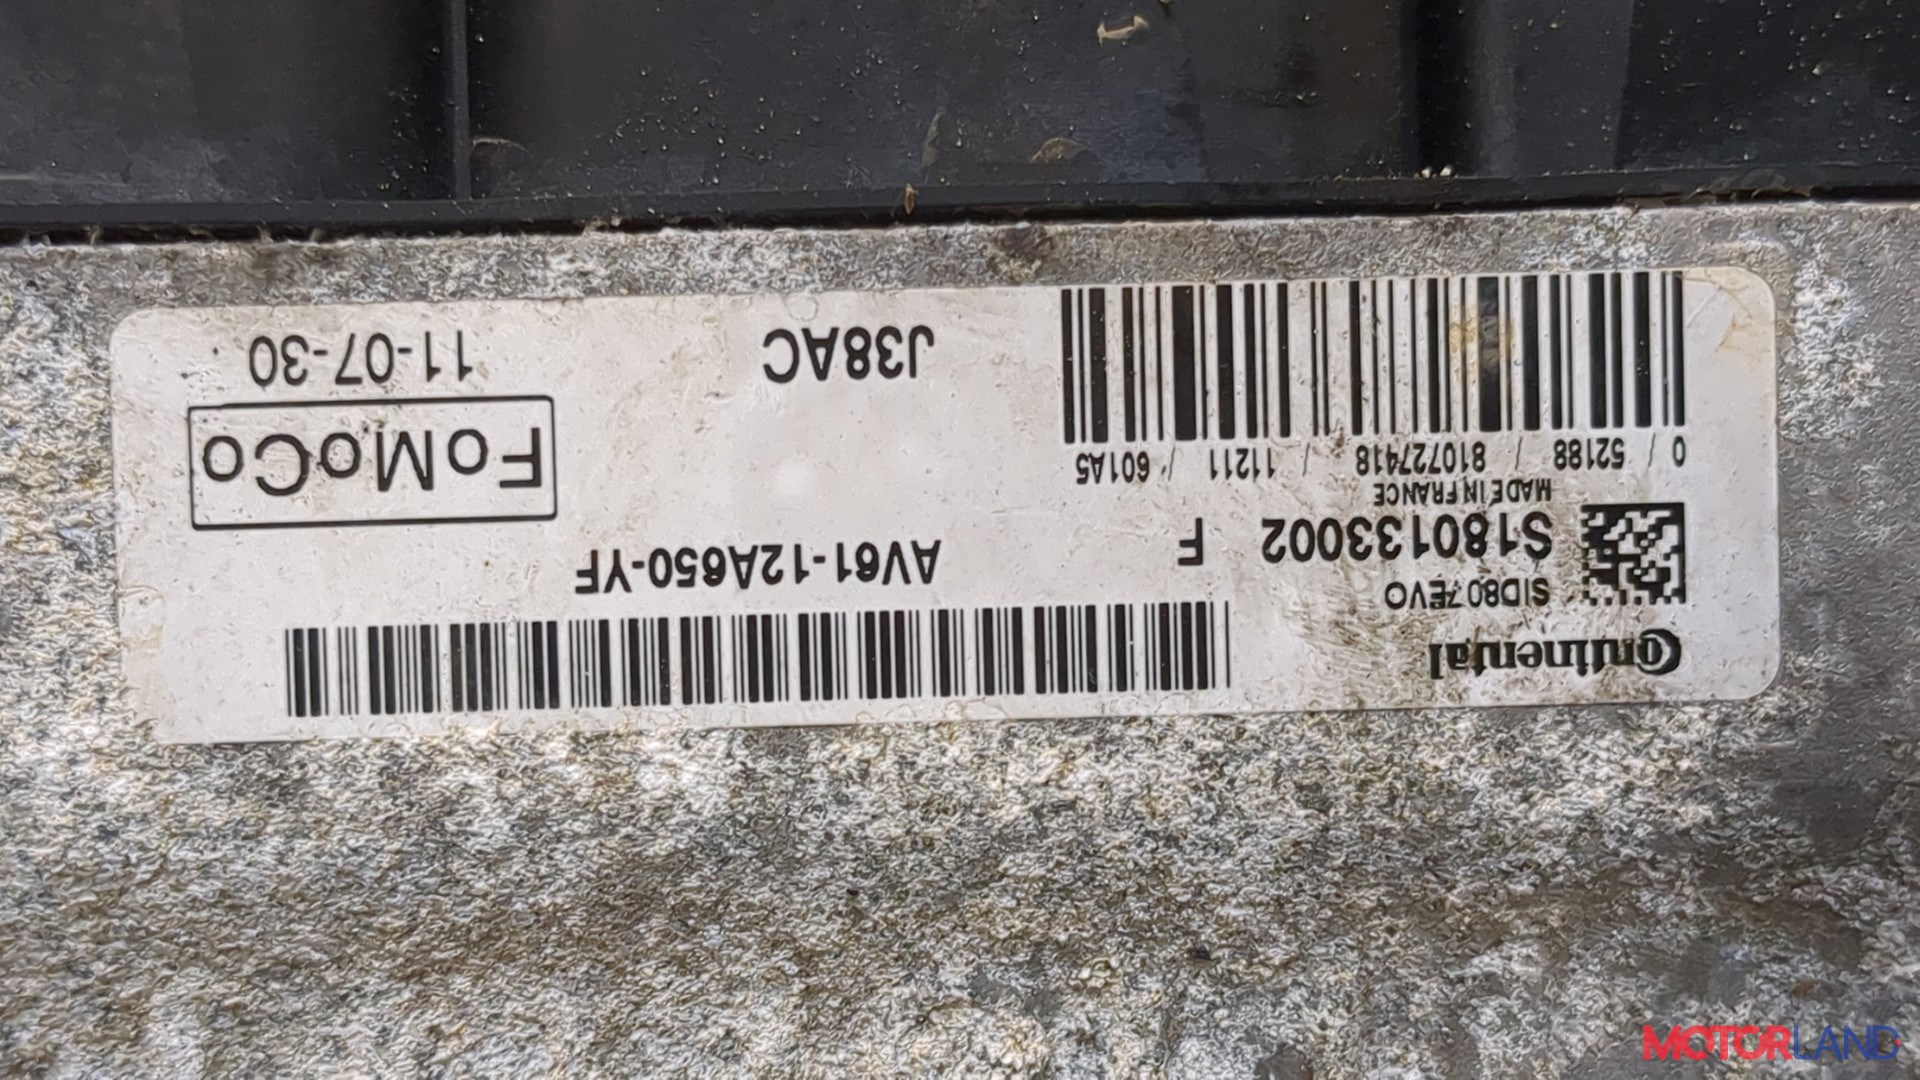 Continental
SID807EVO
S180133002 F
MADE IN FRANCE
0 / 52188 / 810727418 / 11211 / 601A5
AV61-12A650-YF
FoMoCo
J38AC
11-07-30
MOTORLAND